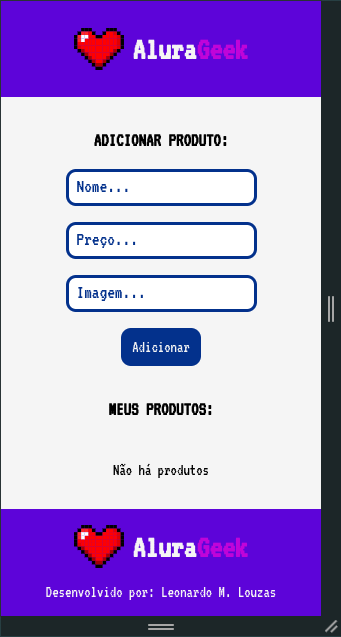 AluraGeek
ADICIONAR PRODUTO:
Nome...
Preço...
Imagem...
Adicionar
MEUS PRODUTOS:
Não há produtos
AluraGeek
Desenvolvido por: Leonardo M. Louzas